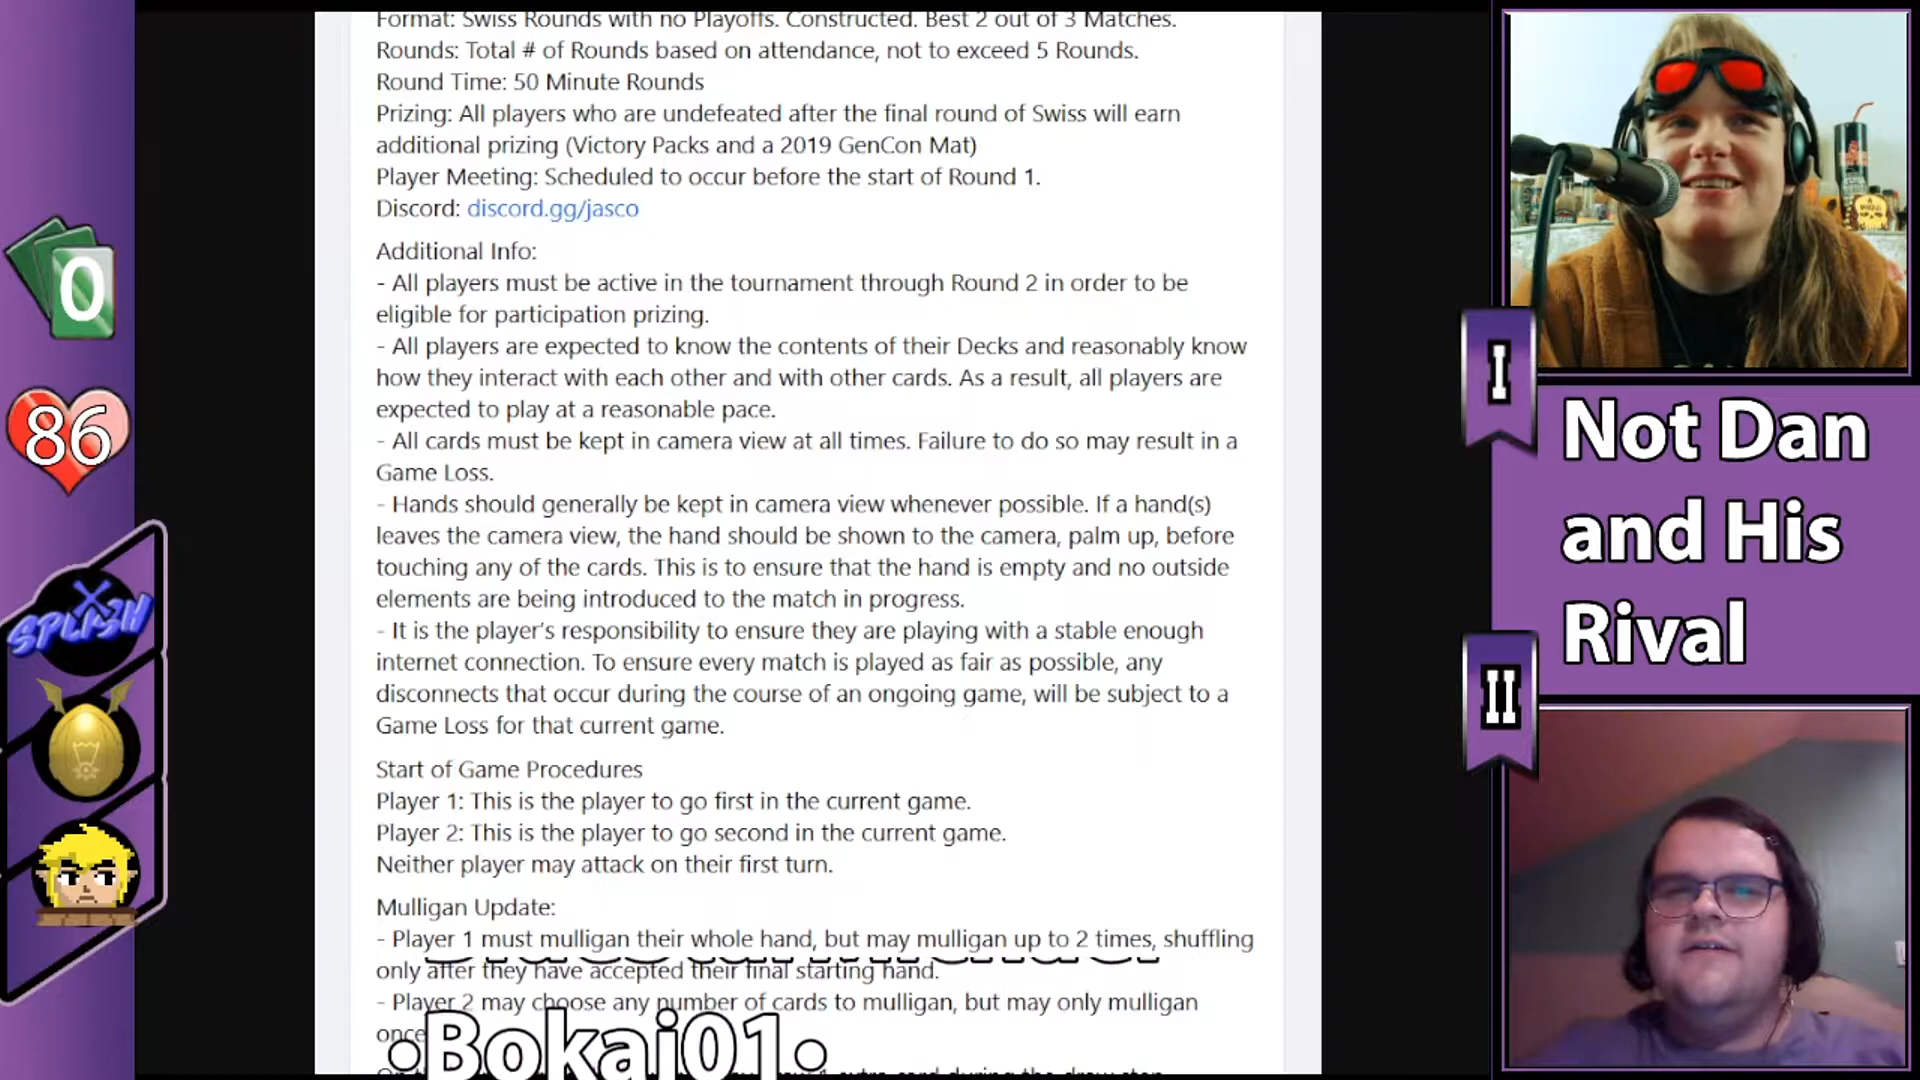 Format: Swiss Rounds with no Playoffs. Constructed. Best 2 out of 3 Matches.
Rounds: Total # of Rounds based on attendance, not to exceed 5 Rounds.
Round Time: 50 Minute Rounds
Prizing: All players who are undefeated after the final round of Swiss will earn
additional prizing (Victory Packs and a 2019 GenCon Mat)
Player Meeting: Scheduled to occur before the start of Round 1.
Discord: discord.gg/jasco
Additional Info:
- All players must be active in the tournament through Round 2 in order to be
eligible for participation prizing.
- All players are expected to know the contents of their Decks and reasonably know
how they interact with each other and with other cards. As a result, all players are
expected to play at a reasonable pace.
- All cards must be kept in camera view at all times. Failure to do so may result in a
Game Loss.
- Hands should generally be kept in camera view whenever possible. If a hand(s)
leaves the camera view, the hand should be shown to the camera, palm up, before
touching any of the cards. This is to ensure that the hand is empty and no outside
elements are being introduced to the match in progress.
- It is the player's responsibility to ensure they are playing with a stable enough
internet connection. To ensure every match is played as fair as possible, any
disconnects that occur during the course of an ongoing game, will be subject to a
Game Loss for that current game.
Start of Game Procedures
Player 1: This is the player to go first in the current game.
Player 2: This is the player to go second in the current game.
Neither player may attack on their first turn.
Mulligan Update:
- Player 1 must mulligan their whole hand, but may mulligan up to 2 times, shuffling
only after they have accepted their final starting hand.
- Player 2 may choose any number of cards to mulligan, but may only mulligan
once
•Bokai01•
0
86
SPLASH
I
Not Dan
and His
Rival
II